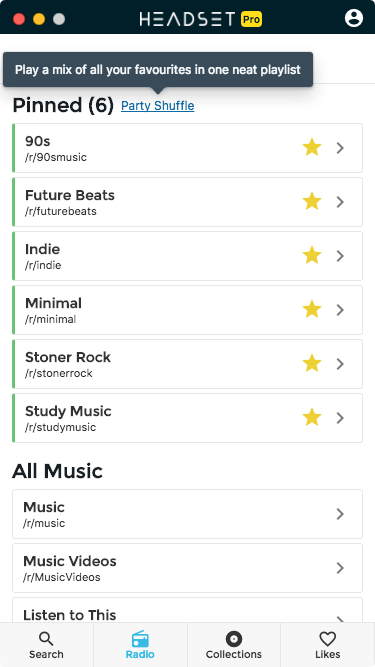 HEADSET Pro
Play a mix of all your favourites in one neat playlist
Pinned (6) Party Shuffle
90s
/r/90smusic
Future Beats
/r/futurebeats
Indie
/r/indie
Minimal
/r/minimal
Stoner Rock
/r/stonerrock
Study Music
/r/studymusic
All Music
Music
/r/music
Music Videos
/r/MusicVideos
Listen to This
Search Radio Collections Likes